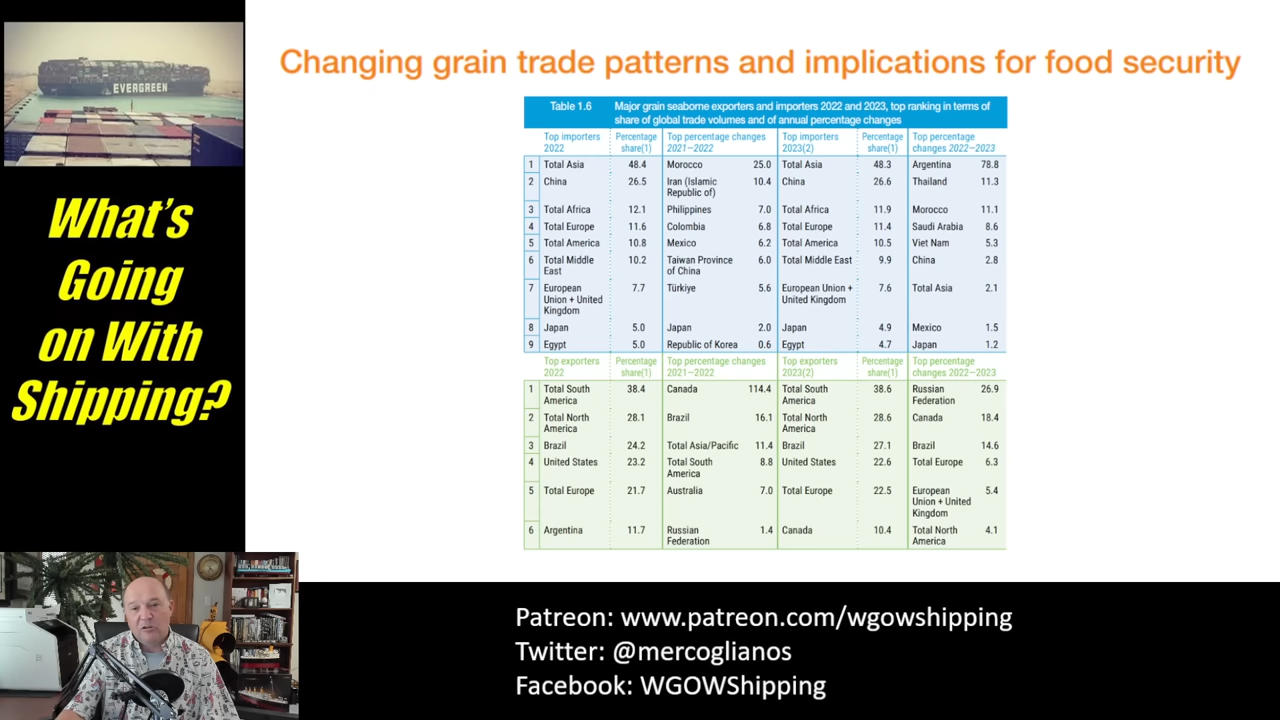 EVERGREEN
What's
Going
on With
Shipping?
Changing grain trade patterns and implications for food security
Table 1.6 Major grain seaborne exporters and importers 2022 and 2023, top ranking in terms of
share of global trade volumes and of annual percentage changes
Top importers Percentage Top percentage changes Top importers Percentage Top percentage
2022 share(1) 2021—2022 2023(2) share(1) changes 2022—2023
1 Total Asia 48.4 Morocco 25.0 Total Asia 48.3 Argentina 78.8
2 China 26.5 Iran (Islamic 10.4 China 26.6 Thailand 11.3
Republic of)
3 Total Africa 12.1 Philippines 7.0 Total Africa 11.9 Morocco 11.1
4 Total Europe 11.6 Colombia 6.8 Total Europe 11.4 Saudi Arabia 8.6
5 Total America 10.8 Mexico 6.2 Total America 10.5 Viet Nam 5.3
6 Total Middle 10.2 Taiwan Province 6.0 Total Middle East 9.9 China 2.8
East of China
7 European 7.7 Türkiye 5.6 European Union + 7.6 Total Asia 2.1
Union + United United Kingdom
Kingdom
8 Japan 5.0 Japan 2.0 Japan 4.9 Mexico 1.5
9 Egypt 5.0 Republic of Korea 0.6 Egypt 4.7 Japan 1.2
Top exporters Percentage Top percentage changes Top exporters Percentage Top percentage
2022 share(1) 2021—2022 2023(2) share(1) changes 2022—2023
1 Total South 38.4 Canada 114.4 Total South 38.6 Russian 26.9
America America Federation
2 Total North 28.1 Brazil 16.1 Total North 28.6 Canada 18.4
America America
3 Brazil 24.2 Total Asia/Pacific 11.4 Brazil 27.1 Brazil 14.6
4 United States 23.2 Total South 8.8 United States 22.6 Total Europe 6.3
America
5 Total Europe 21.7 Australia 7.0 Total Europe 22.5 European 5.4
Union + United
Kingdom
6 Argentina 11.7 Russian 1.4 Canada 10.4 Total North 4.1
Federation America
Patreon: www.patreon.com/wgowshipping
Twitter: @mercoglianos
Facebook: WGOWShipping